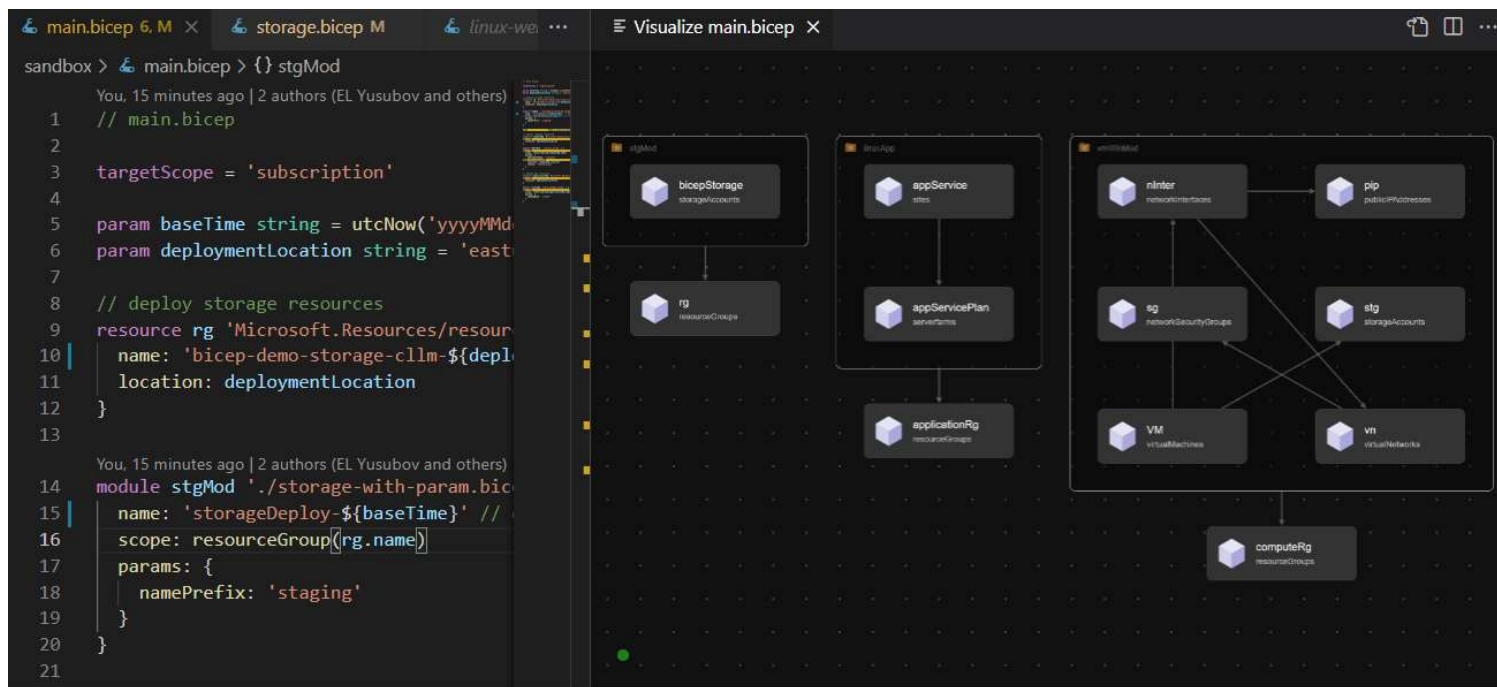 main.bicep 6, M
storage.bicep M
linux-we
Visualize main.bicep
sandbox > main.bicep > {} stgMod
You, 15 minutes ago | 2 authors (EL Yusubov and others)
1 // main.bicep
2
3 targetScope = 'subscription'
4
5 param baseTime string = utcNow('yyyyMMd
6 param deploymentLocation string = 'east
7
8 // deploy storage resources
9 resource rg 'Microsoft.Resources/resour
10 name: 'bicep-demo-storage-cllm-${depl
11 location: deploymentLocation
12 }
13
You, 15 minutes ago | 2 authors (EL Yusubov and others)
14 module stgMod './storage-with-param.bic
15 name: 'storageDeploy-${baseTime}' //
16 scope: resourceGroup(rg.name)
17 params: {
18 namePrefix: 'staging'
19 }
20 }
21
stgMod
bicepStorage
storageAccounts
rg
resourceGroups
linuxApp
appService
sites
appServicePlan
serverfarms
applicationRg
resourceGroups
nInter
networkInterfaces
pip
publicIPAddresses
sg
networkSecurityGroups
stg
storageAccounts
VM
virtualMachines
vn
virtualNetworks
computeRg
resourceGroups